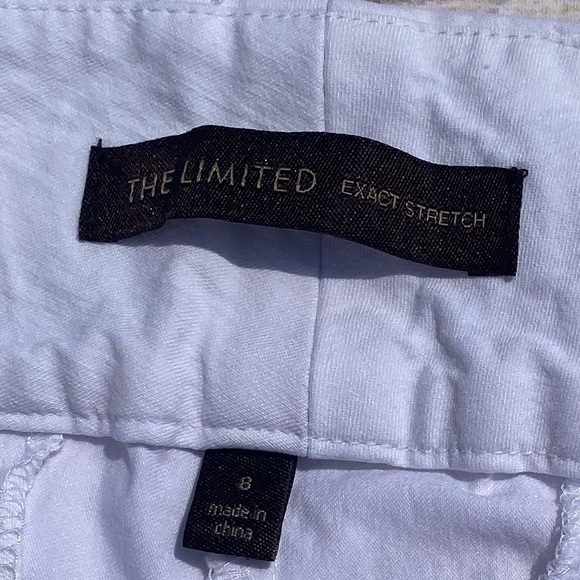 THE LIMITED EXACT STRETCH
8
made in
china